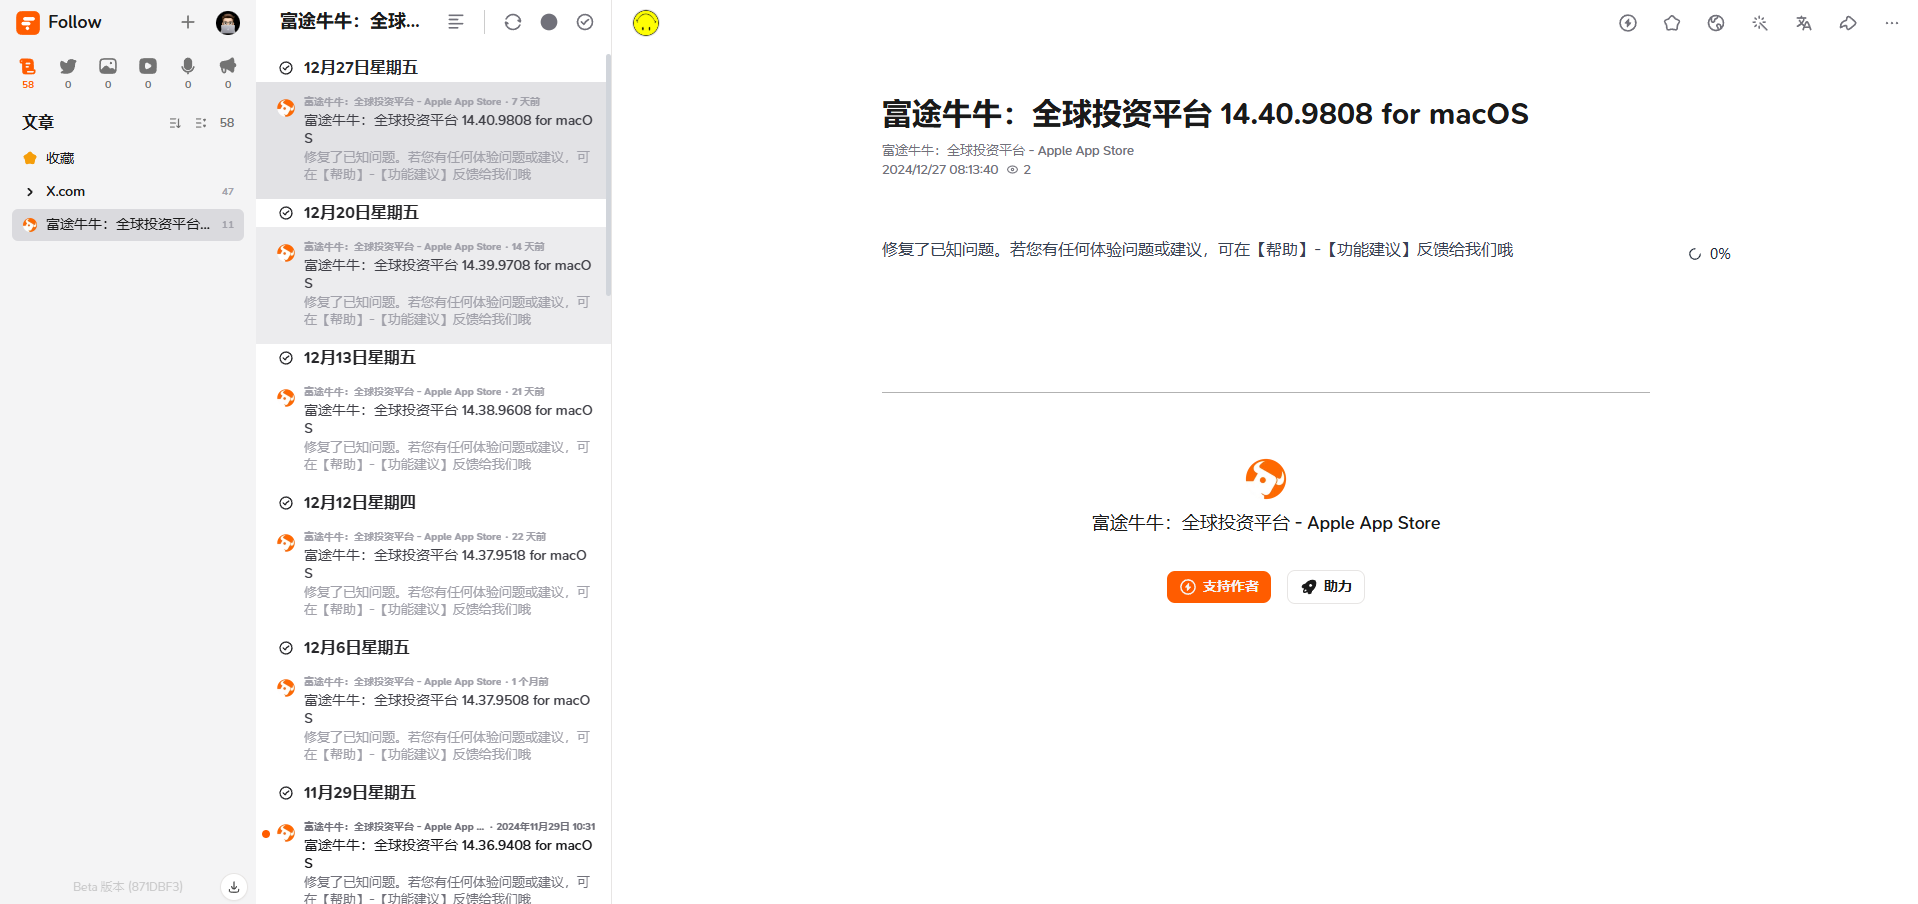 Follow
58
0
0
0
0
0
文章
58
收藏
X.com
47
富途牛牛：全球投资平台...
11
Beta 版本 (871DBF3)
富途牛牛：全球...
12月27日星期五
富途牛牛：全球投资平台 - Apple App Store · 7 天前
富途牛牛：全球投资平台 14.40.9808 for macO
S
修复了已知问题。若您有任何体验问题或建议，可
在【帮助】-【功能建议】反馈给我们哦
12月20日星期五
富途牛牛：全球投资平台 - Apple App Store · 14 天前
富途牛牛：全球投资平台 14.39.9708 for macO
S
修复了已知问题。若您有任何体验问题或建议，可
在【帮助】-【功能建议】反馈给我们哦
12月13日星期五
富途牛牛：全球投资平台 - Apple App Store · 21 天前
富途牛牛：全球投资平台 14.38.9608 for macO
S
修复了已知问题。若您有任何体验问题或建议，可
在【帮助】-【功能建议】反馈给我们哦
12月12日星期四
富途牛牛：全球投资平台 - Apple App Store · 22 天前
富途牛牛：全球投资平台 14.37.9518 for macO
S
修复了已知问题。若您有任何体验问题或建议，可
在【帮助】-【功能建议】反馈给我们哦
12月6日星期五
富途牛牛：全球投资平台 - Apple App Store · 1 个月前
富途牛牛：全球投资平台 14.37.9508 for macO
S
修复了已知问题。若您有任何体验问题或建议，可
在【帮助】-【功能建议】反馈给我们哦
11月29日星期五
富途牛牛：全球投资平台 - Apple App ... · 2024年11月29日 10:31
富途牛牛：全球投资平台 14.36.9408 for macO
S
修复了已知问题。若您有任何体验问题或建议，可
在【帮助】-【功能建议】反馈给我们哦
富途牛牛：全球投资平台 14.40.9808 for macOS
富途牛牛：全球投资平台 - Apple App Store
2024/12/27 08:13:40 2
修复了已知问题。若您有任何体验问题或建议，可在【帮助】-【功能建议】反馈给我们哦
0%
富途牛牛：全球投资平台 - Apple App Store
支持作者
助力